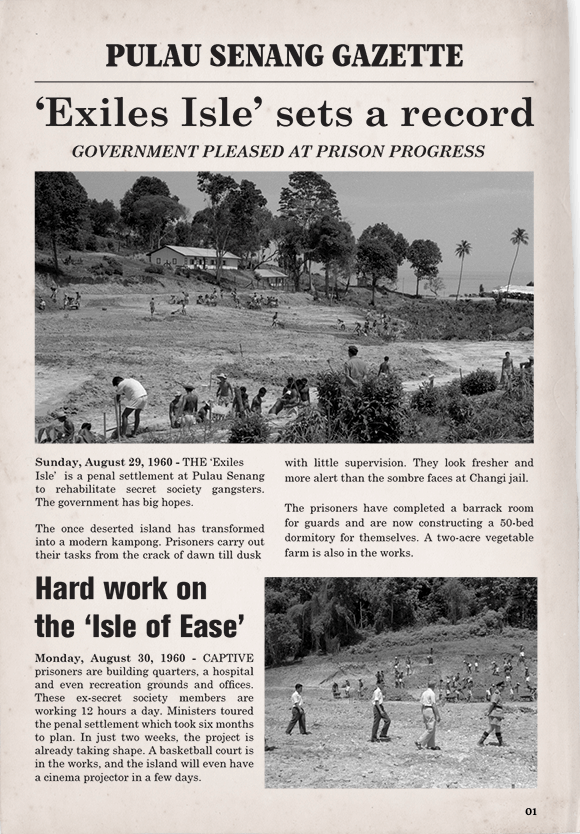 PULAU SENANG GAZETTE
‘Exiles Isle’ sets a record
GOVERNMENT PLEASED AT PRISON PROGRESS
Sunday, August 29, 1960 - THE ‘Exiles
Isle’ is a penal settlement at Pulau Senang
to rehabilitate secret society gangsters.
The government has big hopes.
The once deserted island has transformed
into a modern kampong. Prisoners carry out
their tasks from the crack of dawn till dusk
with little supervision. They look fresher and
more alert than the sombre faces at Changi jail.
The prisoners have completed a barrack room
for guards and are now constructing a 50-bed
dormitory for themselves. A two-acre vegetable
farm is also in the works.
Hard work on
the ‘Isle of Ease’
Monday, August 30, 1960 - CAPTIVE
prisoners are building quarters, a hospital
and even recreation grounds and offices.
These ex-secret society members are
working 12 hours a day. Ministers toured
the penal settlement which took six months
to plan. In just two weeks, the project is
already taking shape. A basketball court is
in the works, and the island will even have
a cinema projector in a few days.
01